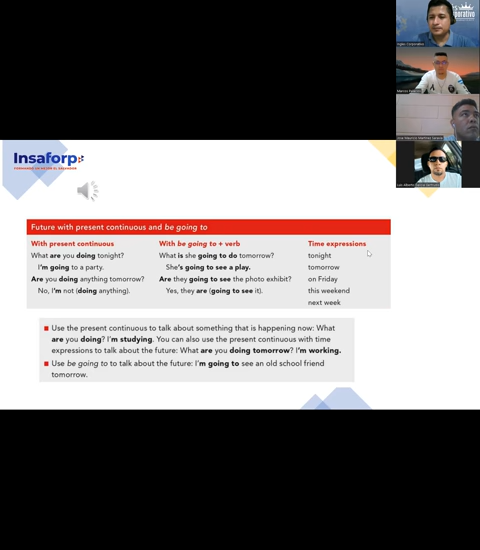 Insaforp
Future with present continuous and be going to
With present continuous
What are you doing tonight?
I'm going to a party.
Are you doing anything tomorrow?
No, I'm not (doing anything).
With be going to + verb
What is she going to do tomorrow?
She's going to see a play.
Are they going to see the photo exhibit?
Yes, they are (going to see it).
Time expressions
tonight
tomorrow
on Friday
this weekend
next week
Use the present continuous to talk about something that is happening now: What
are you doing? I'm studying. You can also use the present continuous with time
expressions to talk about the future: What are you doing tomorrow? I'm working.
Use be going to to talk about the future: I'm going to see an old school friend
tomorrow.